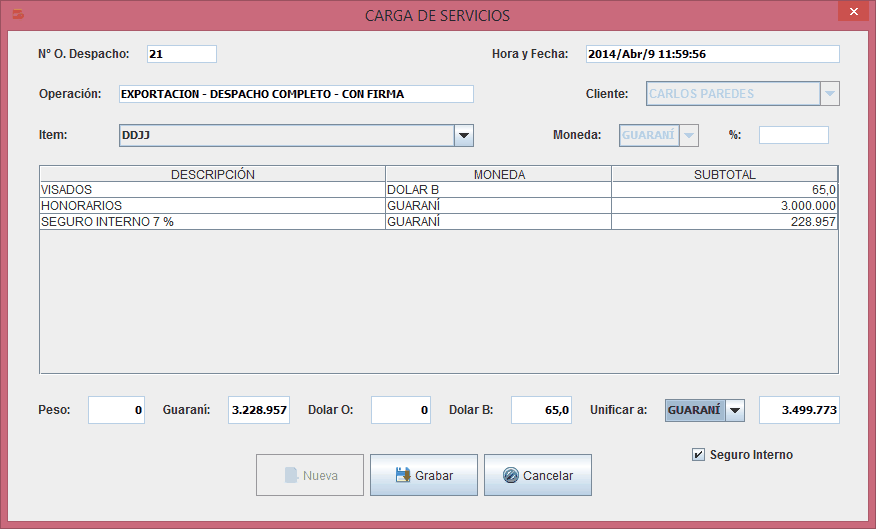 CARGA DE SERVICIOS
N° O. Despacho: 21 Hora y Fecha: 2014/Abr/9 11:59:56
Operación: EXPORTACION - DESPACHO COMPLETO - CON FIRMA Cliente: CARLOS PAREDES
Item: DDJJ Moneda: GUARANÍ %:
DESCRIPCIÓN MONEDA SUBTOTAL
VISADOS DOLAR B 65,0
HONORARIOS GUARANÍ 3.000.000
SEGURO INTERNO 7 % GUARANÍ 228.957
Peso: 0 Guaraní: 3.228.957 Dolar O: 0 Dolar B: 65,0 Unificar a: GUARANÍ 3.499.773
Seguro Interno
Nueva Grabar Cancelar